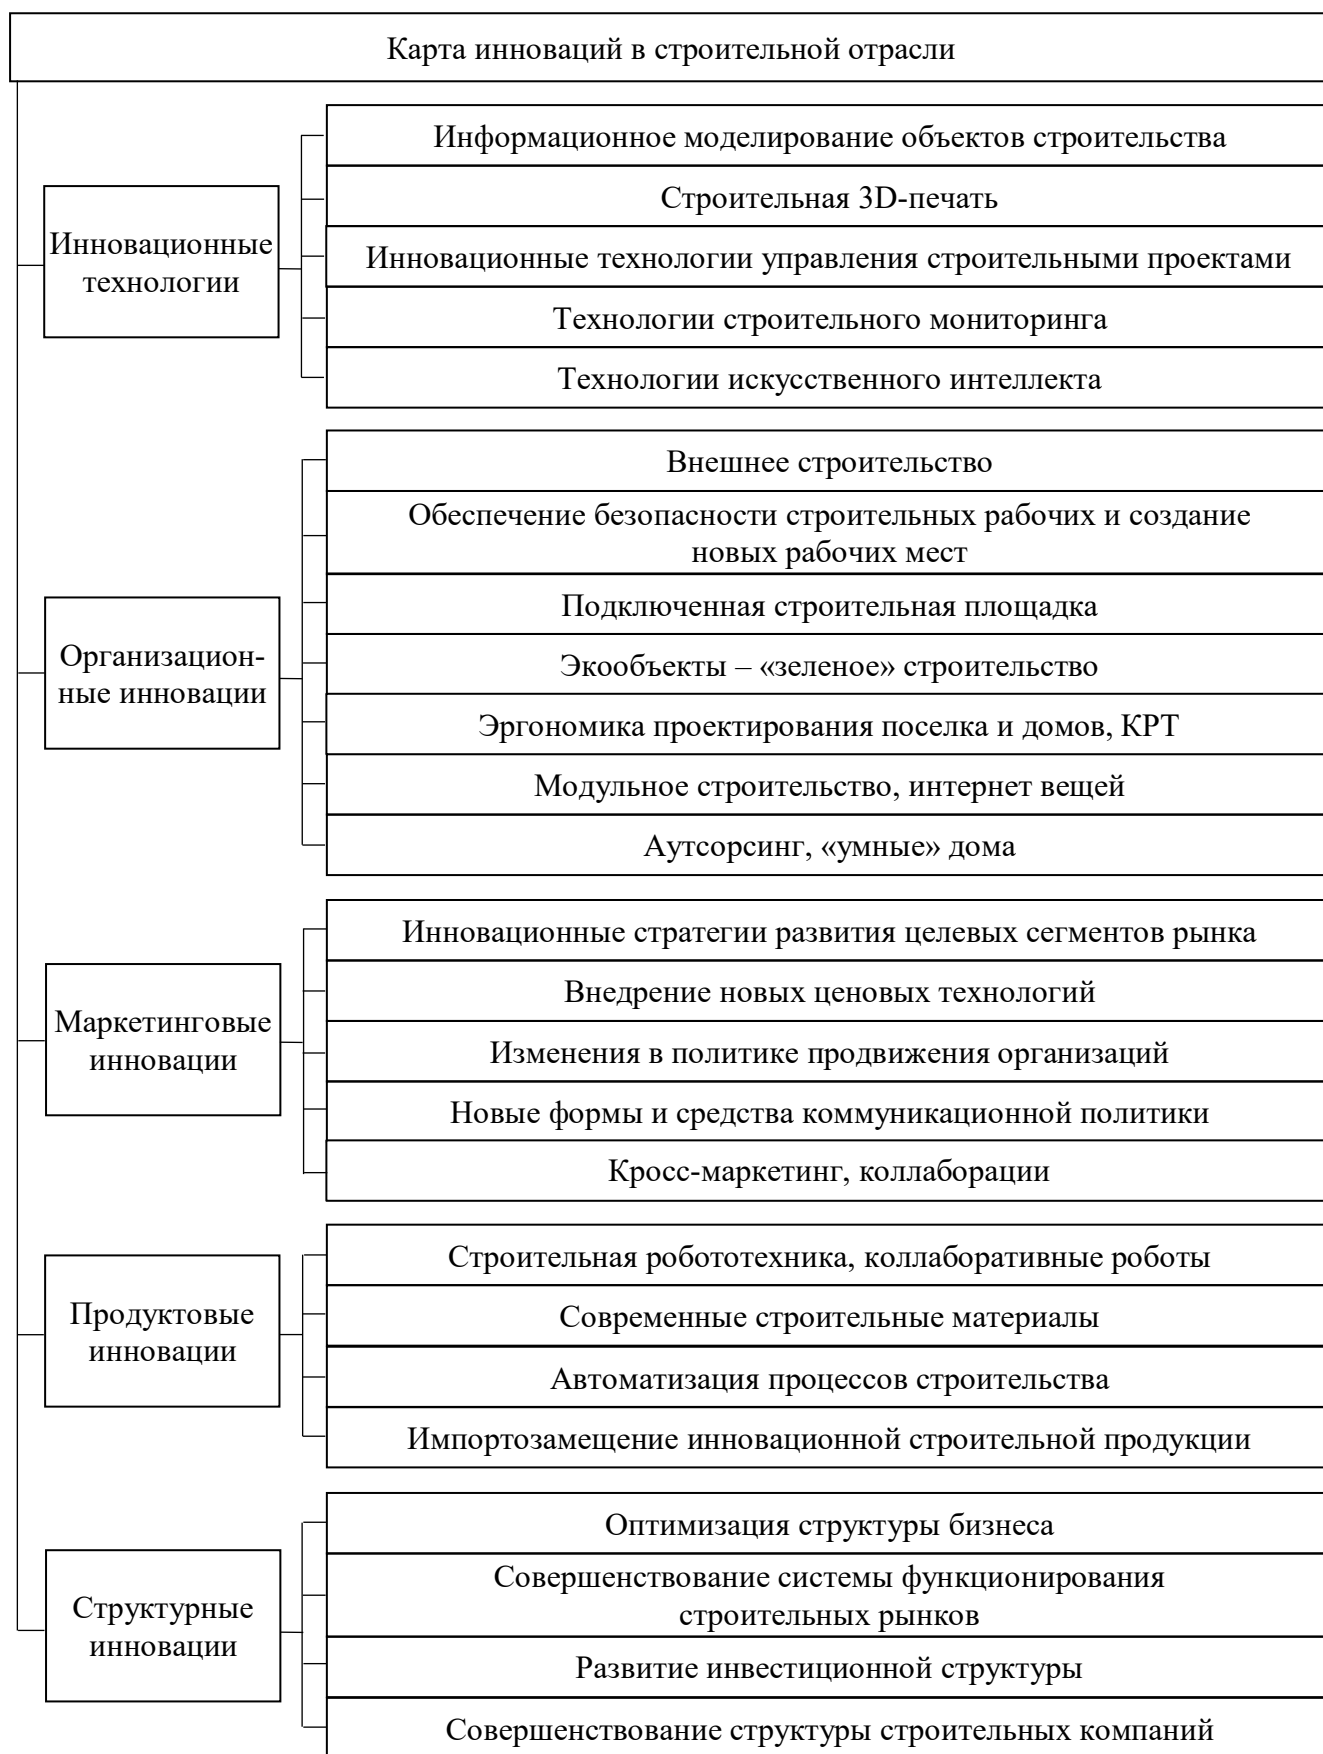 Карта инноваций в строительной отрасли
Инновационные
технологии
Информационное моделирование объектов строительства
Строительная 3D-печать
Инновационные технологии управления строительными проектами
Технологии строительного мониторинга
Технологии искусственного интеллекта
Организацион-
ные инновации
Внешнее строительство
Обеспечение безопасности строительных рабочих и создание
новых рабочих мест
Подключенная строительная площадка
Экообъекты – «зеленое» строительство
Эргономика проектирования поселка и домов, КРТ
Модульное строительство, интернет вещей
Аутсорсинг, «умные» дома
Маркетинговые
инновации
Инновационные стратегии развития целевых сегментов рынка
Внедрение новых ценовых технологий
Изменения в политике продвижения организаций
Новые формы и средства коммуникационной политики
Кросс-маркетинг, коллаборации
Продуктовые
инновации
Строительная робототехника, коллаборативные роботы
Современные строительные материалы
Автоматизация процессов строительства
Импортозамещение инновационной строительной продукции
Структурные
инновации
Оптимизация структуры бизнеса
Совершенствование системы функционирования
строительных рынков
Развитие инвестиционной структуры
Совершенствование структуры строительных компаний